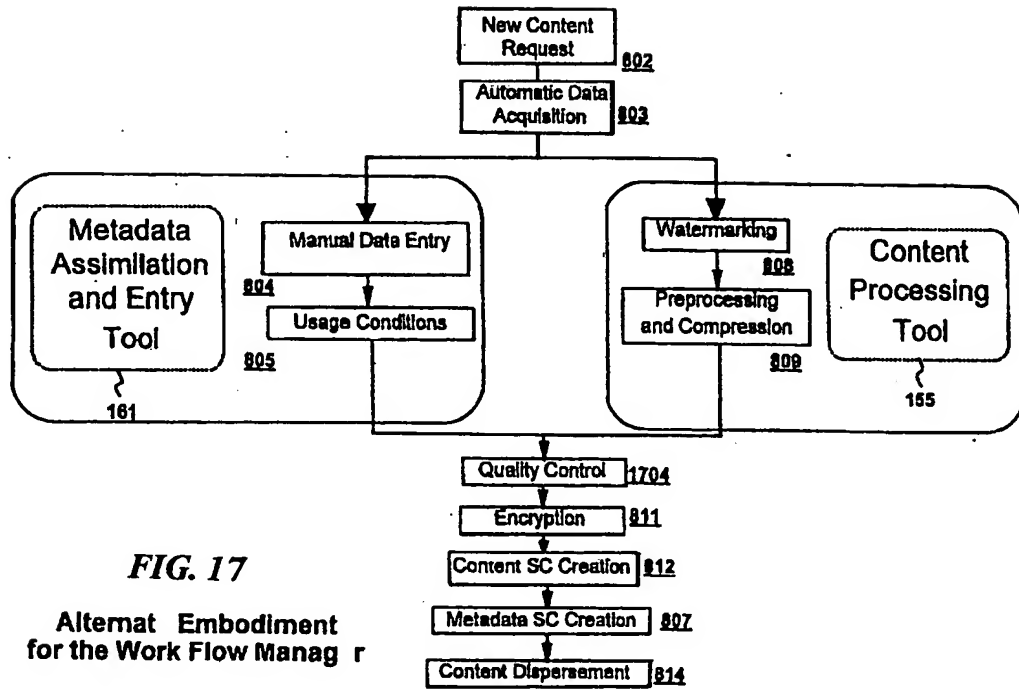 New Content
Request
802
Automatic Data
Acquisition
803
Metadata
Assimilation
and Entry
Tool
161
Manual Data Entry
804
Usage Conditions
805
Watermarking
808
Preprocessing
and Compression
809
Content
Processing
Tool
155
Quality Control
1704
Encryption
811
Content SC Creation
812
Metadata SC Creation
807
Content Dispersement
814
FIG. 17
Alternat Embodiment
for the Work Flow Manag r